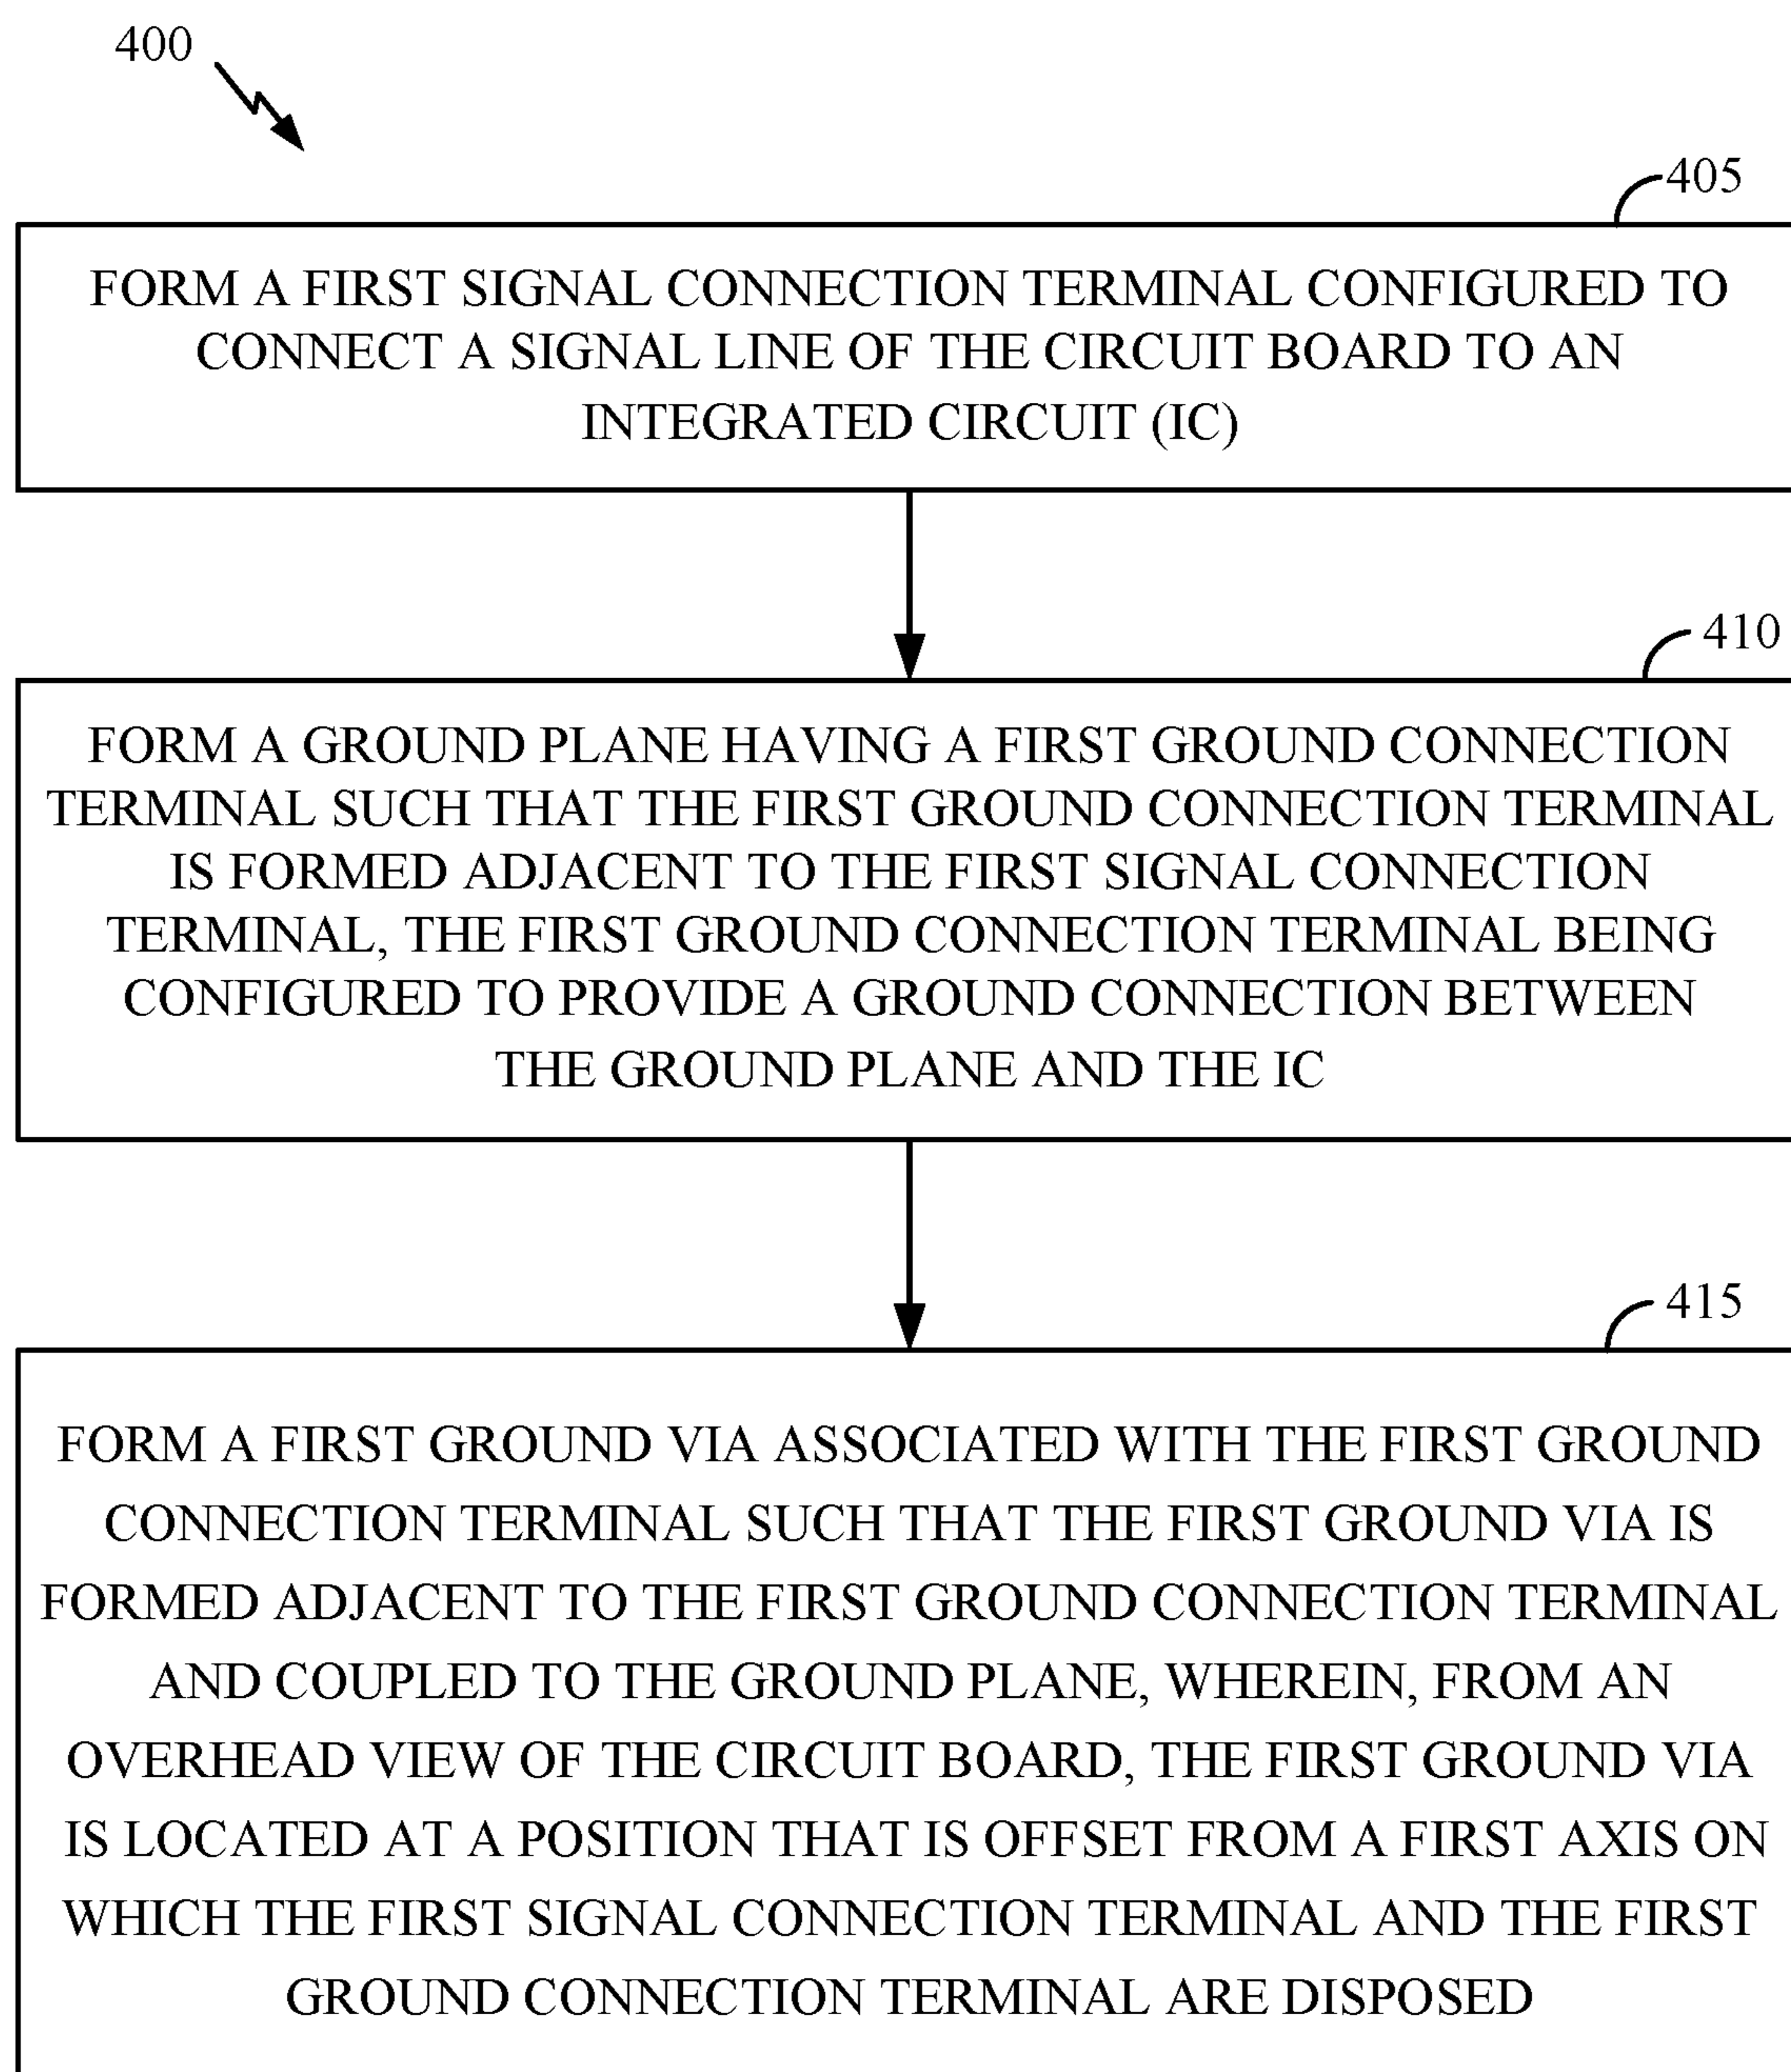 400
405
FORM A FIRST SIGNAL CONNECTION TERMINAL CONFIGURED TO
CONNECT A SIGNAL LINE OF THE CIRCUIT BOARD TO AN
INTEGRATED CIRCUIT (IC)
410
FORM A GROUND PLANE HAVING A FIRST GROUND CONNECTION
TERMINAL SUCH THAT THE FIRST GROUND CONNECTION TERMINAL
IS FORMED ADJACENT TO THE FIRST SIGNAL CONNECTION
TERMINAL, THE FIRST GROUND CONNECTION TERMINAL BEING
CONFIGURED TO PROVIDE A GROUND CONNECTION BETWEEN
THE GROUND PLANE AND THE IC
415
FORM A FIRST GROUND VIA ASSOCIATED WITH THE FIRST GROUND
CONNECTION TERMINAL SUCH THAT THE FIRST GROUND VIA IS
FORMED ADJACENT TO THE FIRST GROUND CONNECTION TERMINAL
AND COUPLED TO THE GROUND PLANE, WHEREIN, FROM AN
OVERHEAD VIEW OF THE CIRCUIT BOARD, THE FIRST GROUND VIA
IS LOCATED AT A POSITION THAT IS OFFSET FROM A FIRST AXIS ON
WHICH THE FIRST SIGNAL CONNECTION TERMINAL AND THE FIRST
GROUND CONNECTION TERMINAL ARE DISPOSED